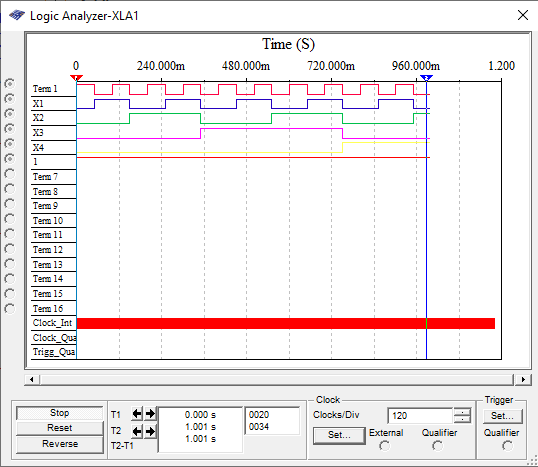 Logic Analyzer-XLA1
Time (S)
0 240.000m 480.000m 720.000m 960.000m 1.200
Term 1
X1
X2
X3
X4
1
Term 7
Term 8
Term 9
Term 10
Term 11
Term 12
Term 13
Term 14
Term 15
Term 16
Clock_Int
Clock_Qua
Trigg_Qua
Stop
Reset
Reverse
T1 0.000 s 0020
T2 1.001 s 0034
T2-T1 1.001 s
Clock
Clocks/Div 120
Set... External Qualifier
Trigger
Set...
Qualifier